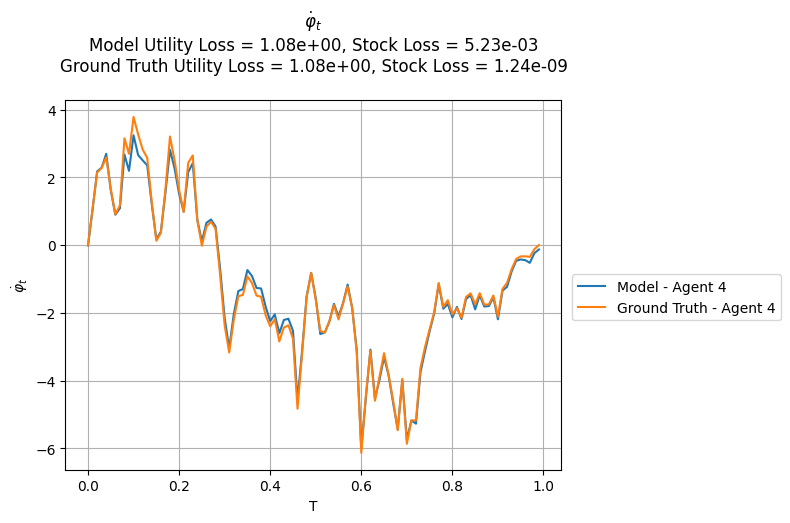 φ̇ₜ
Model Utility Loss = 1.08e+00, Stock Loss = 5.23e-03
Ground Truth Utility Loss = 1.08e+00, Stock Loss = 1.24e-09
4
2
0
−2
−4
−6
φ̇ₜ
0.0 0.2 0.4 0.6 0.8 1.0
T
Model - Agent 4
Ground Truth - Agent 4